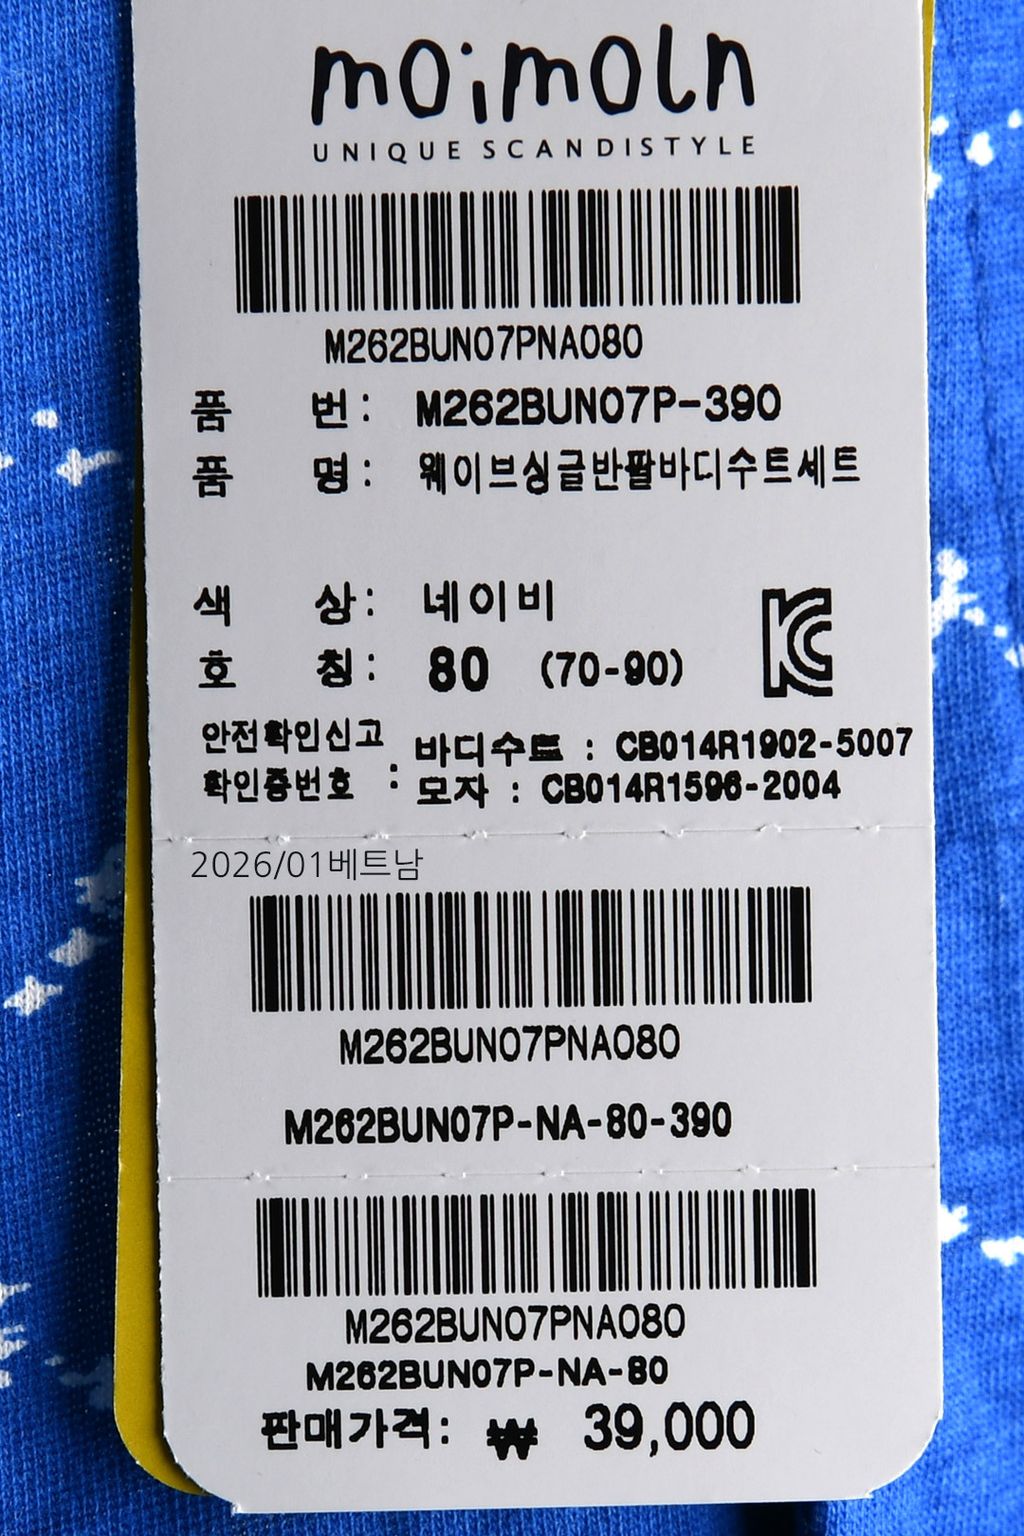 moimoln
UNIQUE SCANDISTYLE
M262BUN07PNA080
품 번: M262BUN07P-390
품 명: 웨이브싱글반팔바디수트세트
색 상: 네이비
호 칭: 80 (70-90)
안전확인신고 확인증번호 : 바디수트 : CB014R1902-5007
모자 : CB014R1596-2004
2026/01베트남
M262BUN07PNA080
M262BUN07P-NA-80-390
M262BUN07PNA080
M262BUN07P-NA-80
판매가격: ₩ 39,000